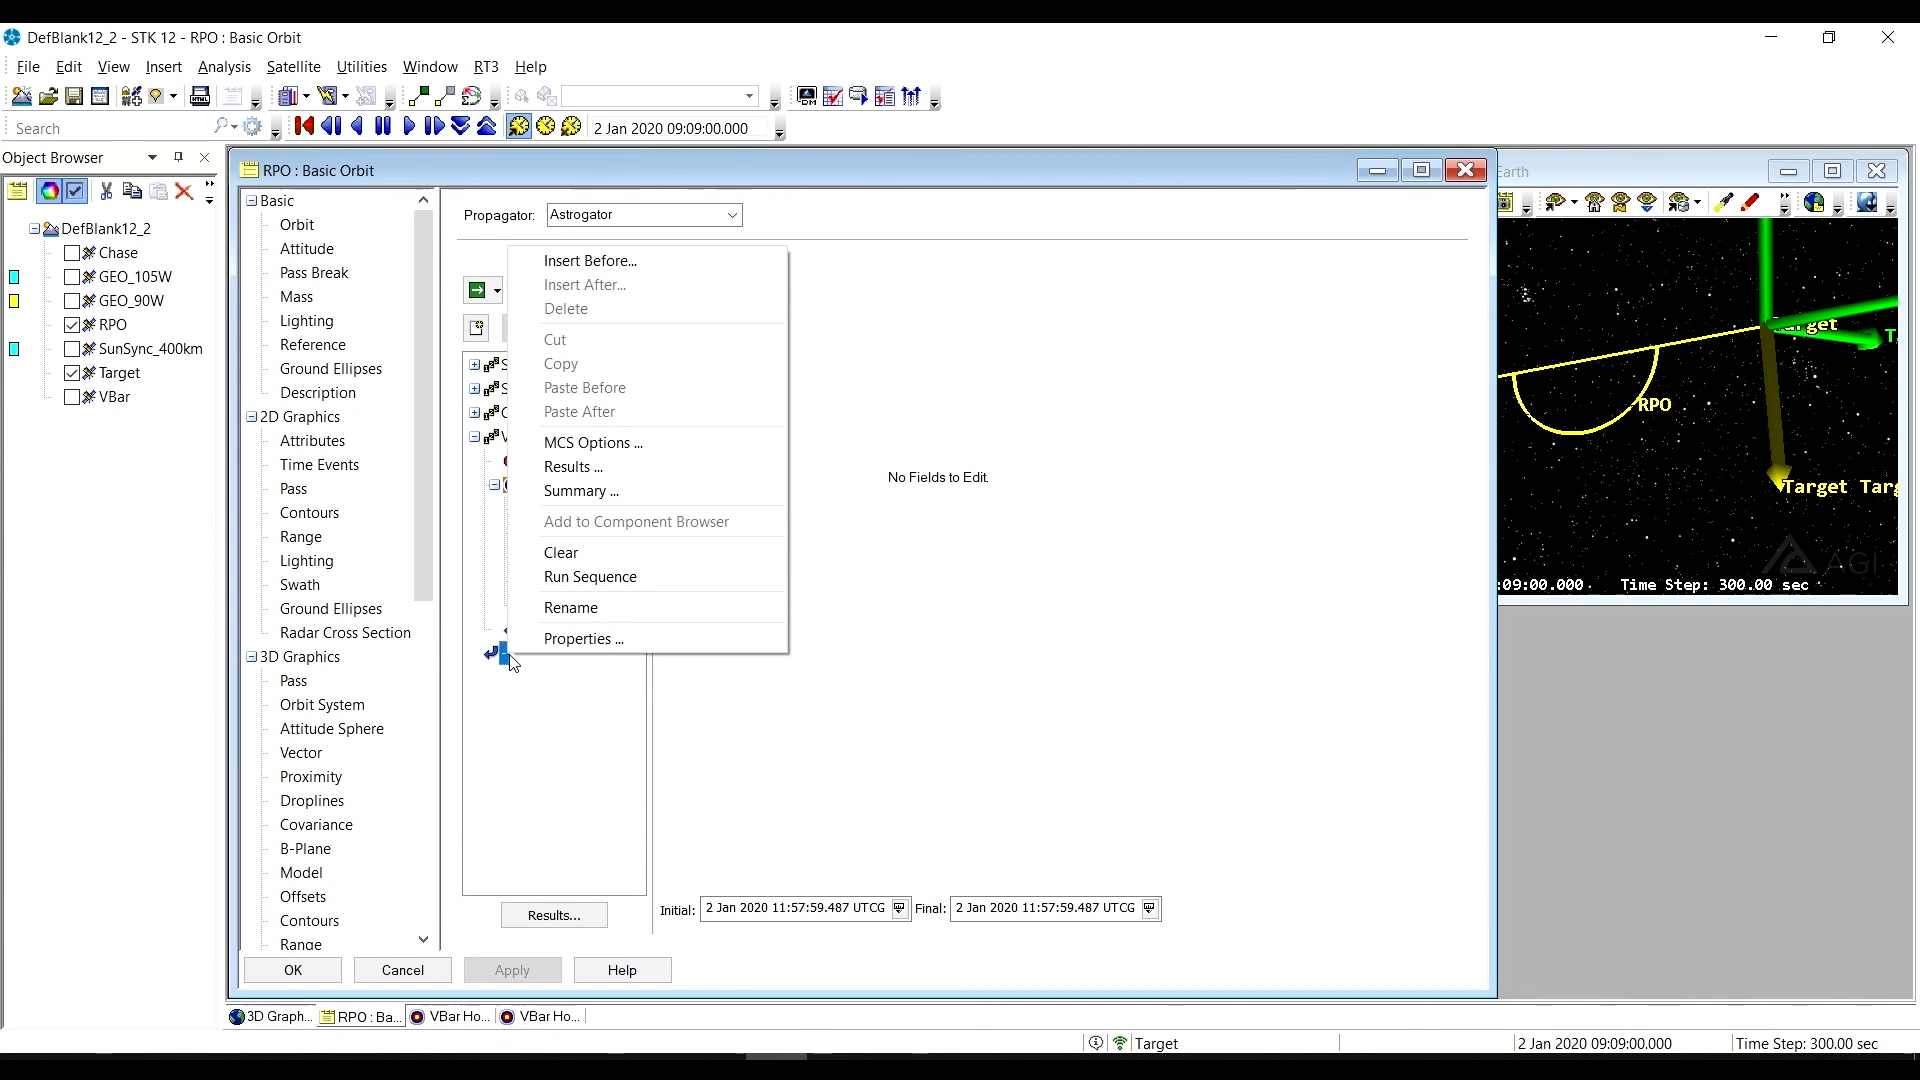 DefBlank12_2 - STK 12 - RPO : Basic Orbit
File Edit View Insert Analysis Satellite Utilities Window RT3 Help
Search
2 Jan 2020 09:09:00.000
Object Browser
DefBlank12_2
Chase
GEO_105W
GEO_90W
RPO
SunSync_400km
Target
VBar
RPO : Basic Orbit
Basic
Orbit
Attitude
Pass Break
Mass
Lighting
Reference
Ground Ellipses
Description
2D Graphics
Attributes
Time Events
Pass
Contours
Range
Lighting
Swath
Ground Ellipses
Radar Cross Section
3D Graphics
Pass
Orbit System
Attitude Sphere
Vector
Proximity
Droplines
Covariance
B-Plane
Model
Offsets
Contours
Range
Propagator: Astrogator
Insert Before...
Insert After...
Delete
Cut
Copy
Paste Before
Paste After
MCS Options ...
Results ...
Summary ...
Add to Component Browser
Clear
Run Sequence
Rename
Properties ...
No Fields to Edit.
Results...
Initial: 2 Jan 2020 11:57:59.487 UTCG Final: 2 Jan 2020 11:57:59.487 UTCG
OK Cancel Apply Help
Earth
RPO
Target Targ
AGI
:09:00.000 Time Step: 300.00 sec
3D Graph... RPO : Ba... VBar Ho... VBar Ho...
Target 2 Jan 2020 09:09:00.000 Time Step: 300.00 sec